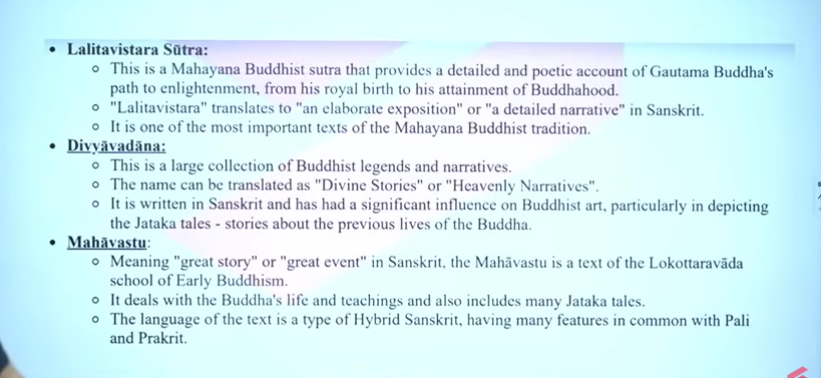 • Lalitavistara Sūtra:
o This is a Mahayana Buddhist sutra that provides a detailed and poetic account of Gautama Buddha's
path to enlightenment, from his royal birth to his attainment of Buddhahood.
o "Lalitavistara" translates to "an elaborate exposition" or "a detailed narrative" in Sanskrit.
o It is one of the most important texts of the Mahayana Buddhist tradition.
• Divyāvadāna:
o This is a large collection of Buddhist legends and narratives.
o The name can be translated as "Divine Stories" or "Heavenly Narratives".
o It is written in Sanskrit and has had a significant influence on Buddhist art, particularly in depicting
the Jataka tales - stories about the previous lives of the Buddha.
• Mahāvastu:
o Meaning "great story" or "great event" in Sanskrit, the Mahāvastu is a text of the Lokottaravāda
school of Early Buddhism.
o It deals with the Buddha's life and teachings and also includes many Jataka tales.
o The language of the text is a type of Hybrid Sanskrit, having many features in common with Pali
and Prakrit.